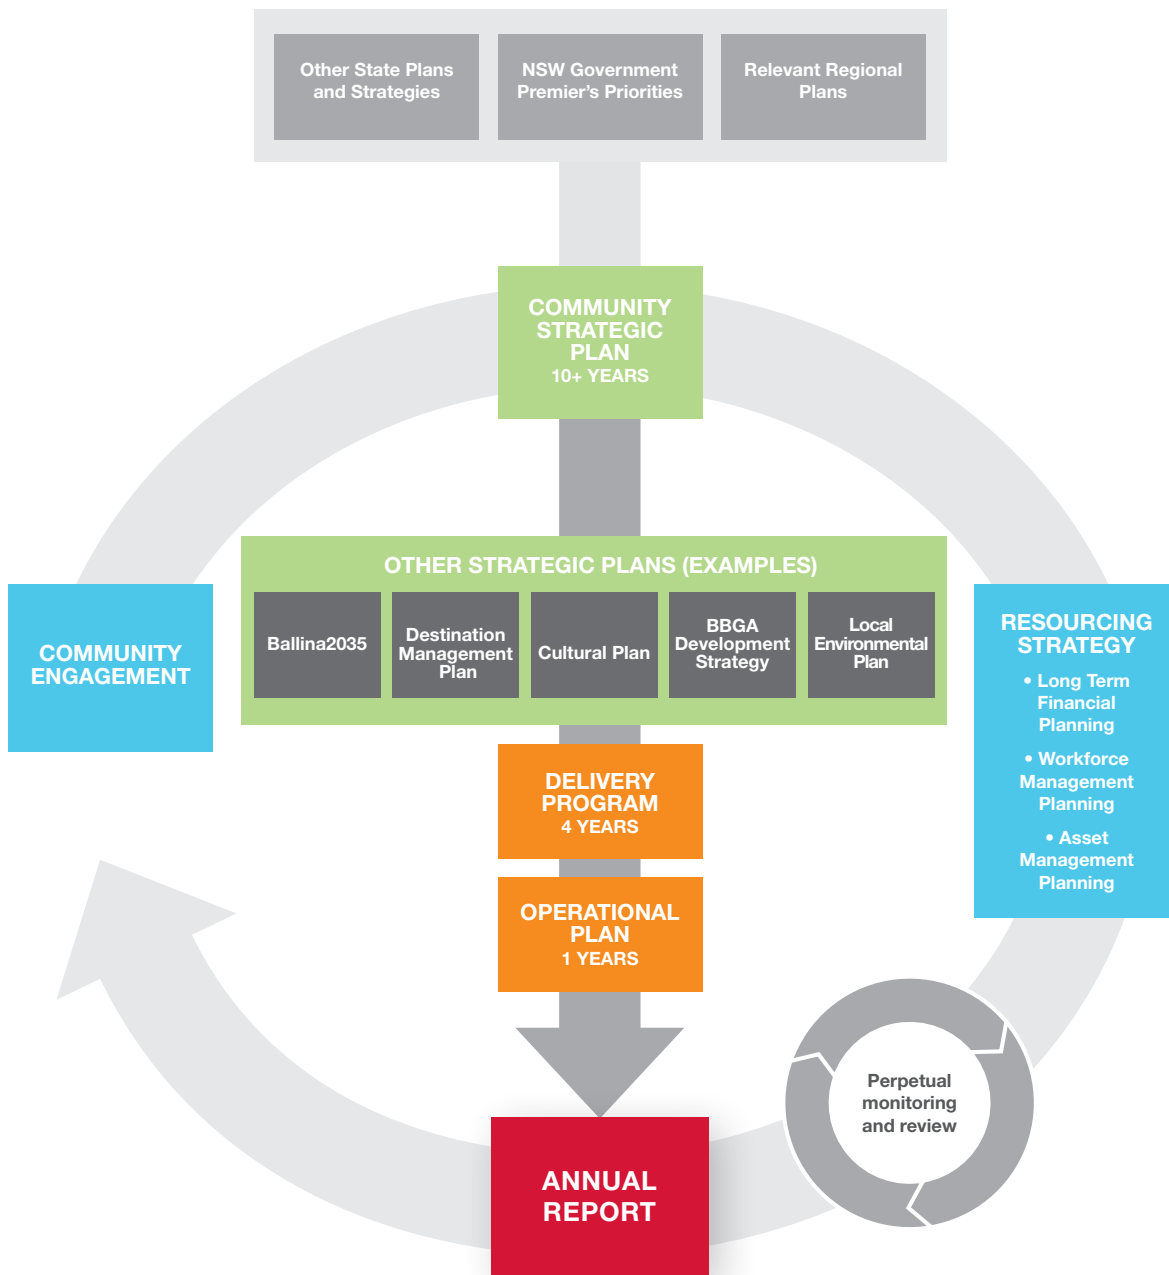 Other State Plans
and Strategies
NSW Government
Premier’s Priorities
Relevant Regional
Plans
COMMUNITY
STRATEGIC
PLAN
10+ YEARS
OTHER STRATEGIC PLANS (EXAMPLES)
Ballina2035
Destination
Management
Plan
Cultural Plan
BBGA
Development
Strategy
Local
Environmental
Plan
COMMUNITY
ENGAGEMENT
RESOURCING
STRATEGY
• Long Term
Financial
Planning
• Workforce
Management
Planning
• Asset
Management
Planning
DELIVERY
PROGRAM
4 YEARS
OPERATIONAL
PLAN
1 YEARS
Perpetual
monitoring
and review
ANNUAL
REPORT